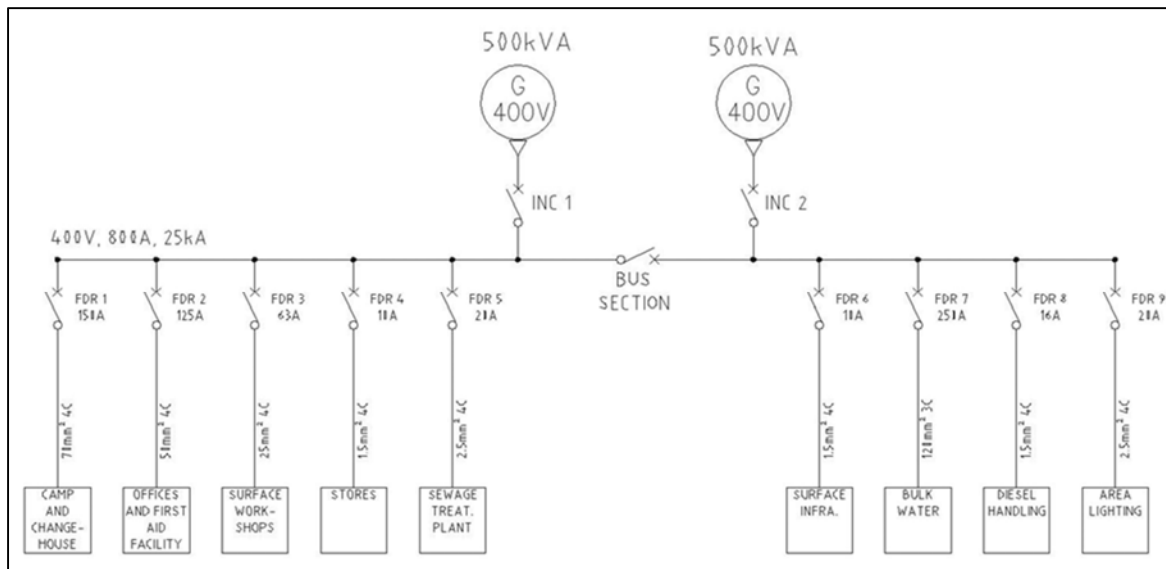 500kVA
500kVA
G
400V
G
400V
INC 1
INC 2
400V, 800A, 25kA
BUS
SECTION
FDR 1
150A
FDR 2
125A
FDR 3
63A
FDR 4
10A
FDR 5
20A
FDR 6
10A
FDR 7
250A
FDR 8
16A
FDR 9
20A
70mm² 4C
50mm² 4C
25mm² 4C
1.5mm² 4C
2.5mm² 4C
1.5mm² 4C
120mm² 3C
1.5mm² 4C
2.5mm² 4C
CAMP
AND
CHANGE-
HOUSE
OFFICES
AND FIRST
AID
FACILITY
SURFACE
WORK-
SHOPS
STORES
SEWAGE
TREAT.
PLANT
SURFACE
INFRA.
BULK
WATER
DIESEL
HANDLING
AREA
LIGHTING